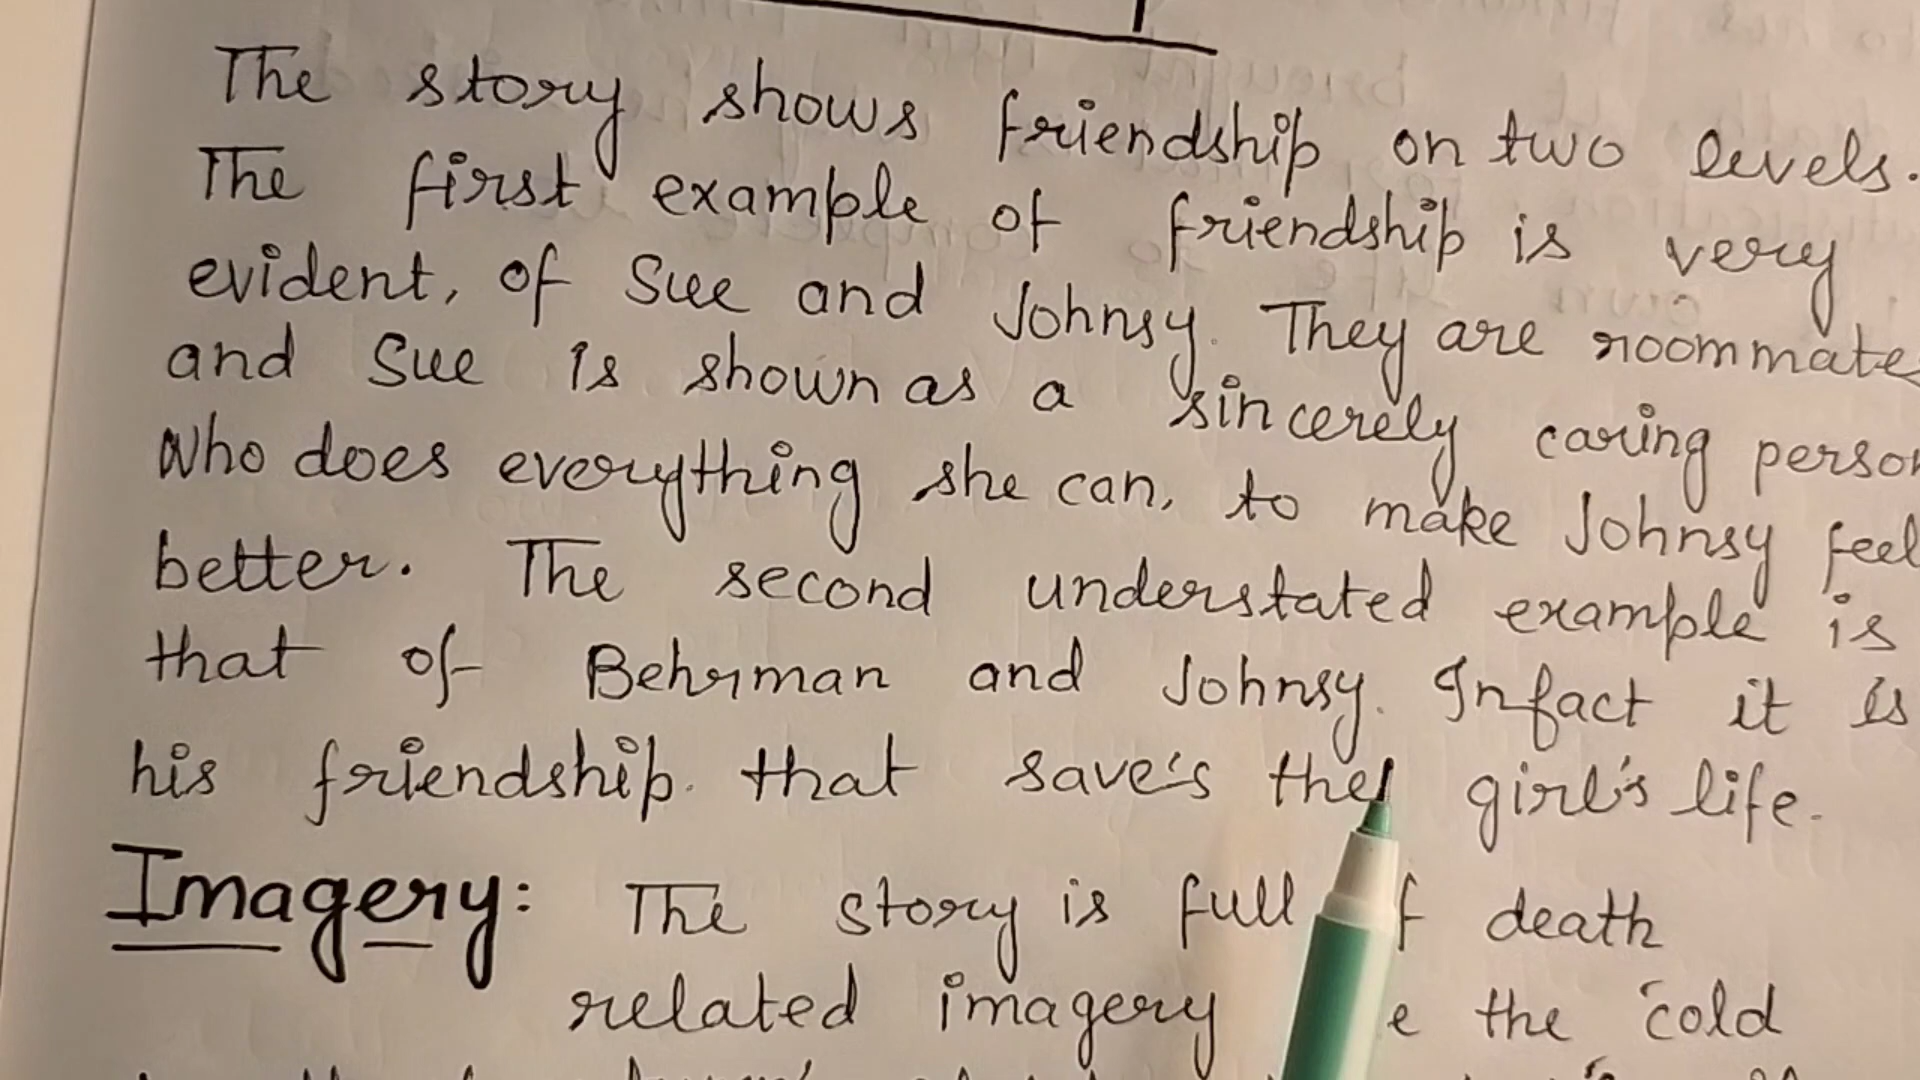 The story shows friendship on two levels.
The first example of friendship is very
evident, of Sue and Johnsy. They are roommates
and Sue is shown as a sincerely caring person
Who does everything she can, to make Johnsy feel
better. The second understated example is
that of Behrman and Johnsy. Infact it is
his friendship. that save's the girl's life.
Imagery: The story is full of death
related imagery the 'cold